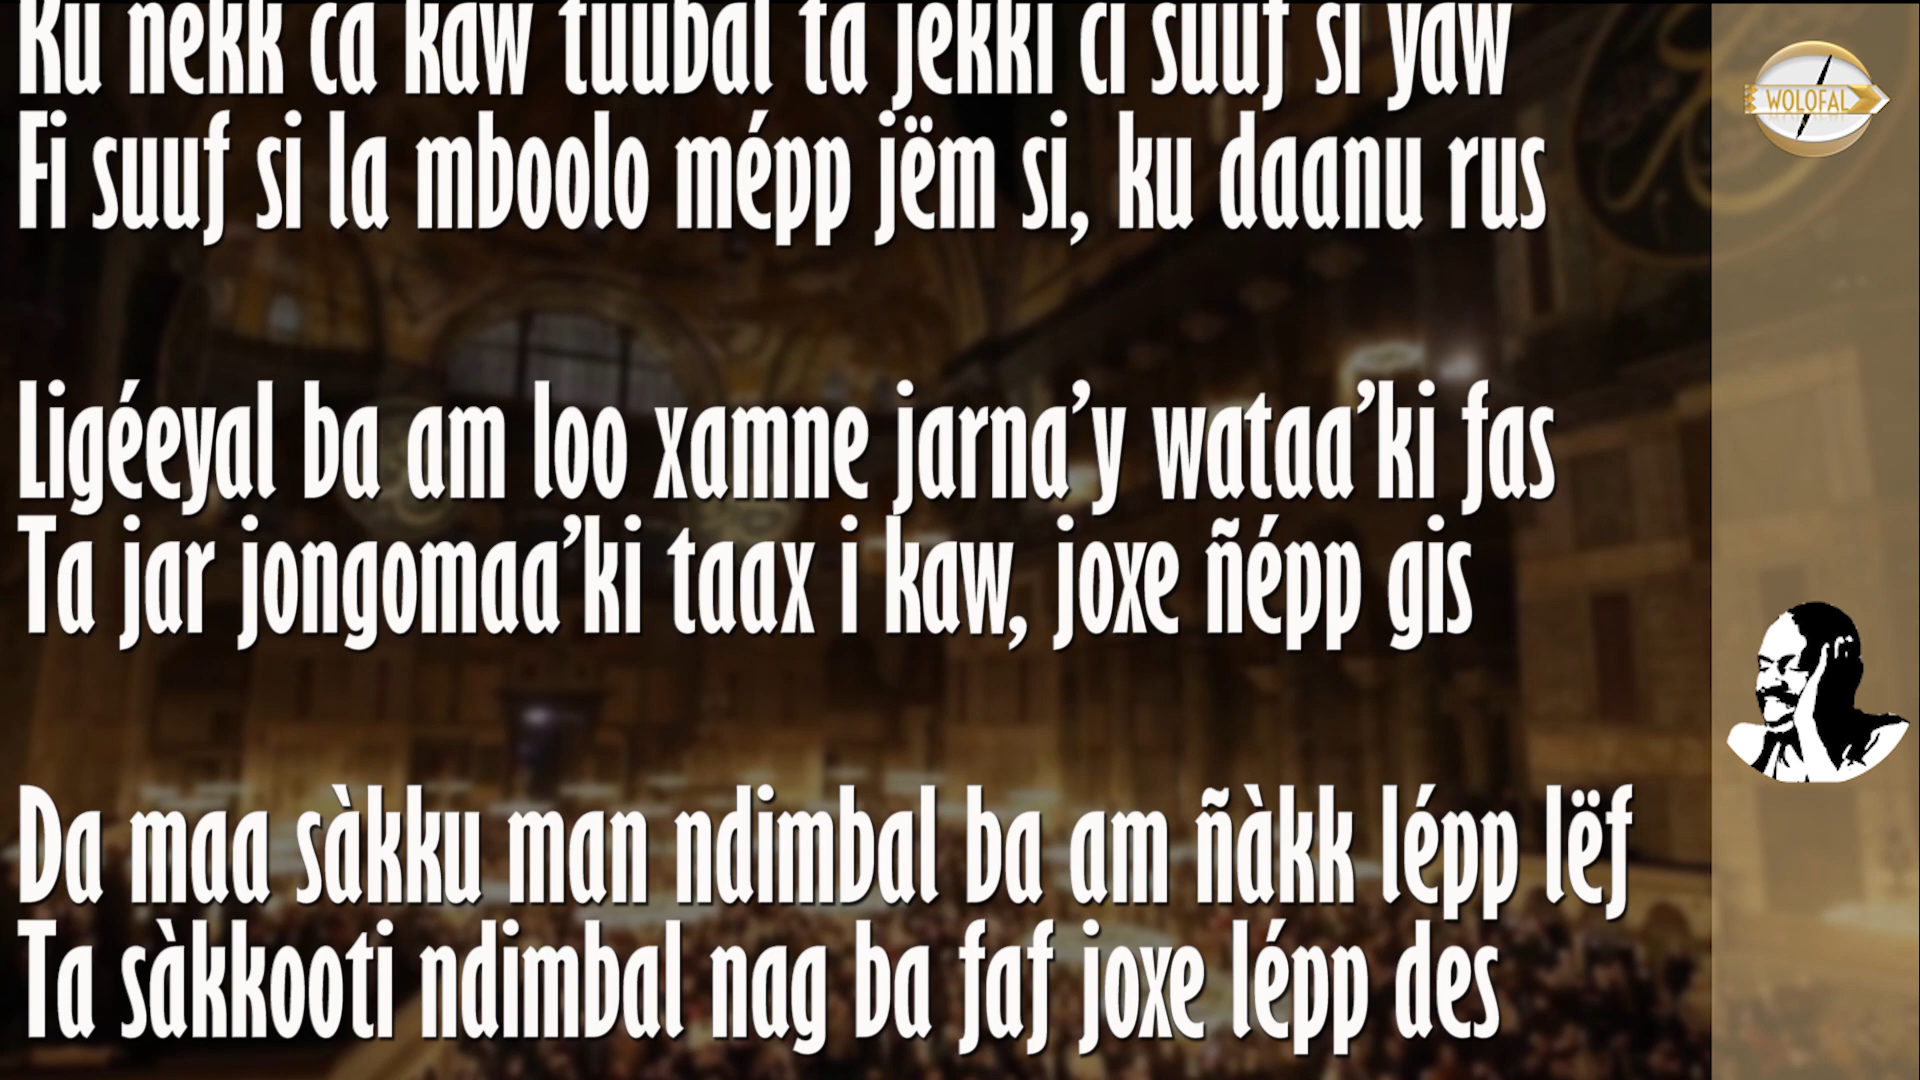 Ku nekk ca kaw tuubal ta jekki ci suuf si yaw
Fi suuf si la mboolo mépp jëm si, ku daanu rus
Ligéeyal ba am loo xamne jarna’y wataa’ki fas
Ta jar jongomaa’ki taax i kaw, joxe ñépp gis
Da maa sàkku man ndimbal ba am ñàkk lépp lëf
Ta sàkkooti ndimbal nag ba faf joxe lépp des
WOLOFAL